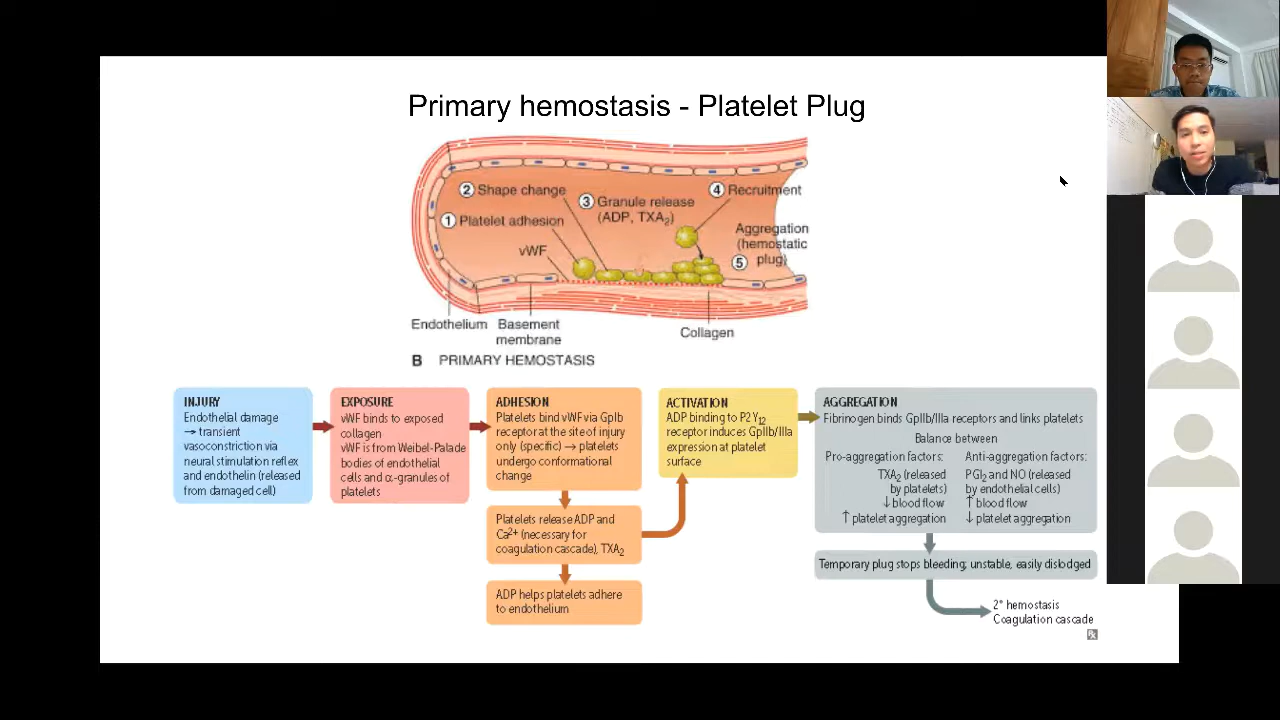 Primary hemostasis - Platelet Plug
2 Shape change
3 Granule release
(ADP, TXA2)
4 Recruitment
1 Platelet adhesion
vWF
Aggregation
(hemostatic
plug)
5
Endothelium
Basement
membrane
Collagen
B PRIMARY HEMOSTASIS
INJURY
Endothelial damage
→ transient
vasoconstriction via
neural stimulation reflex
and endothelin (released
from damaged cell)
EXPOSURE
vWF binds to exposed
collagen
vWF is from Weibel-Palade
bodies of endothelial
cells and α-granules of
platelets
ADHESION
Platelets bind vWF via GpIb
receptor at the site of injury
only (specific) → platelets
undergo conformational
change
Platelets release ADP and
Ca2+ (necessary for
coagulation cascade), TXA2
ADP helps platelets adhere
to endothelium
ACTIVATION
ADP binding to P2Y12
receptor induces GpIIb/IIIa
expression at platelet
surface
AGGREGATION
Fibrinogen binds GpIIb/IIIa receptors and links platelets
Balance between
Pro-aggregation factors:
TXA2 (released
by platelets)
↓ blood flow
↑ platelet aggregation
Anti-aggregation factors:
PGI2 and NO (released
by endothelial cells)
↑ blood flow
↓ platelet aggregation
Temporary plug stops bleeding; unstable, easily dislodged
2° hemostasis
Coagulation cascade
Rx